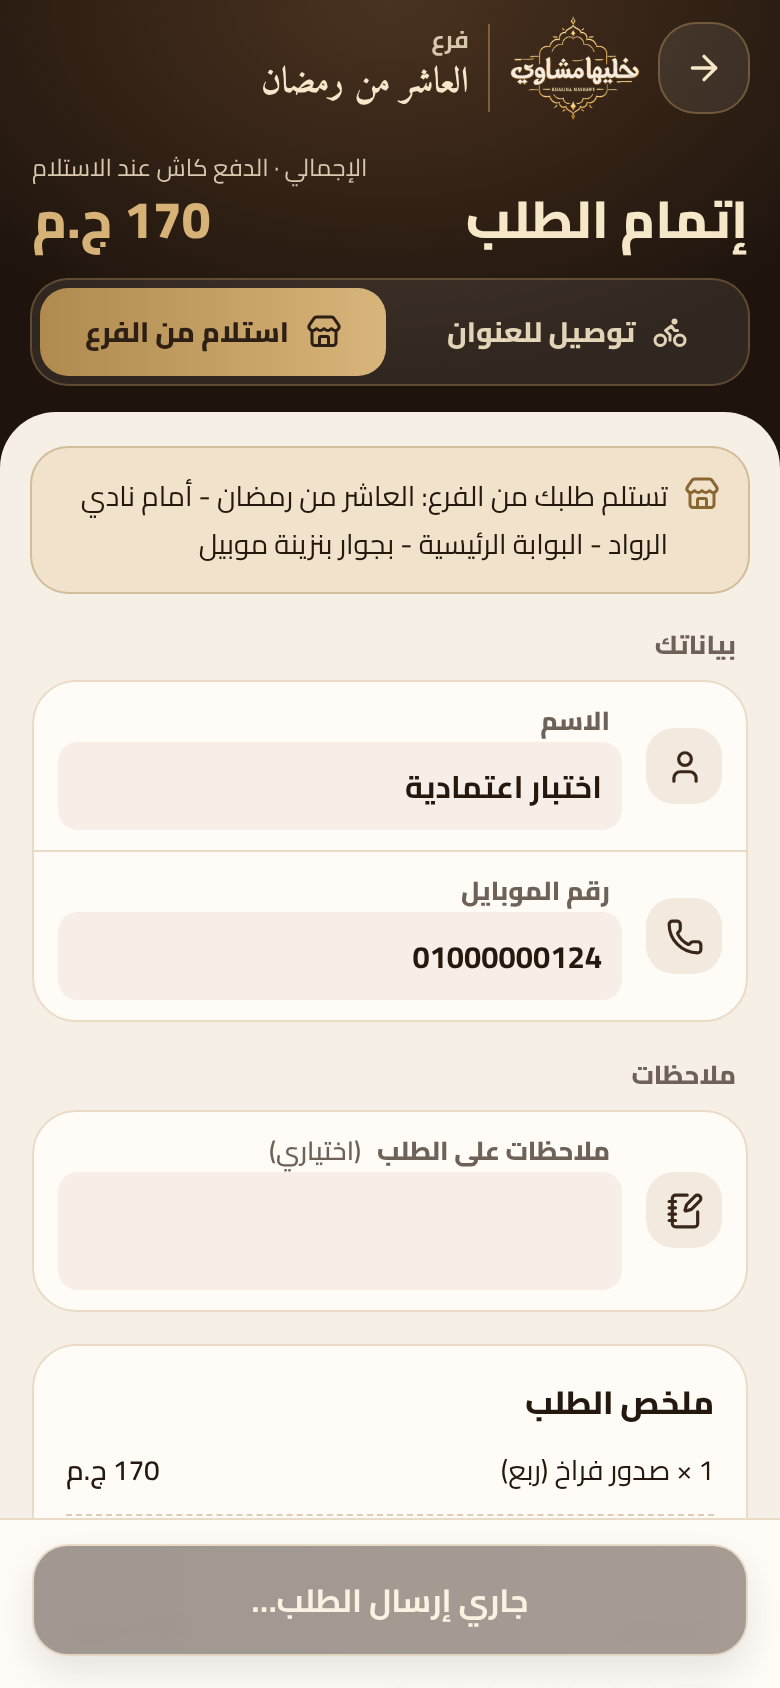 خليها مشاوي
KHALIHA MASHAWY
فرع
العاشر من رمضان
الإجمالي · الدفع كاش عند الاستلام
إتمام الطلب
170 ج.م
توصيل للعنوان
استلام من الفرع
تستلم طلبك من الفرع: العاشر من رمضان - أمام نادي
الرواد - البوابة الرئيسية - بجوار بنزينة موبيل
بياناتك
الاسم
اختبار اعتمادية
رقم الموبايل
01000000124
ملاحظات
ملاحظات على الطلب (اختياري)
ملخص الطلب
1 × صدور فراخ (ربع)
170 ج.م
جاري إرسال الطلب...